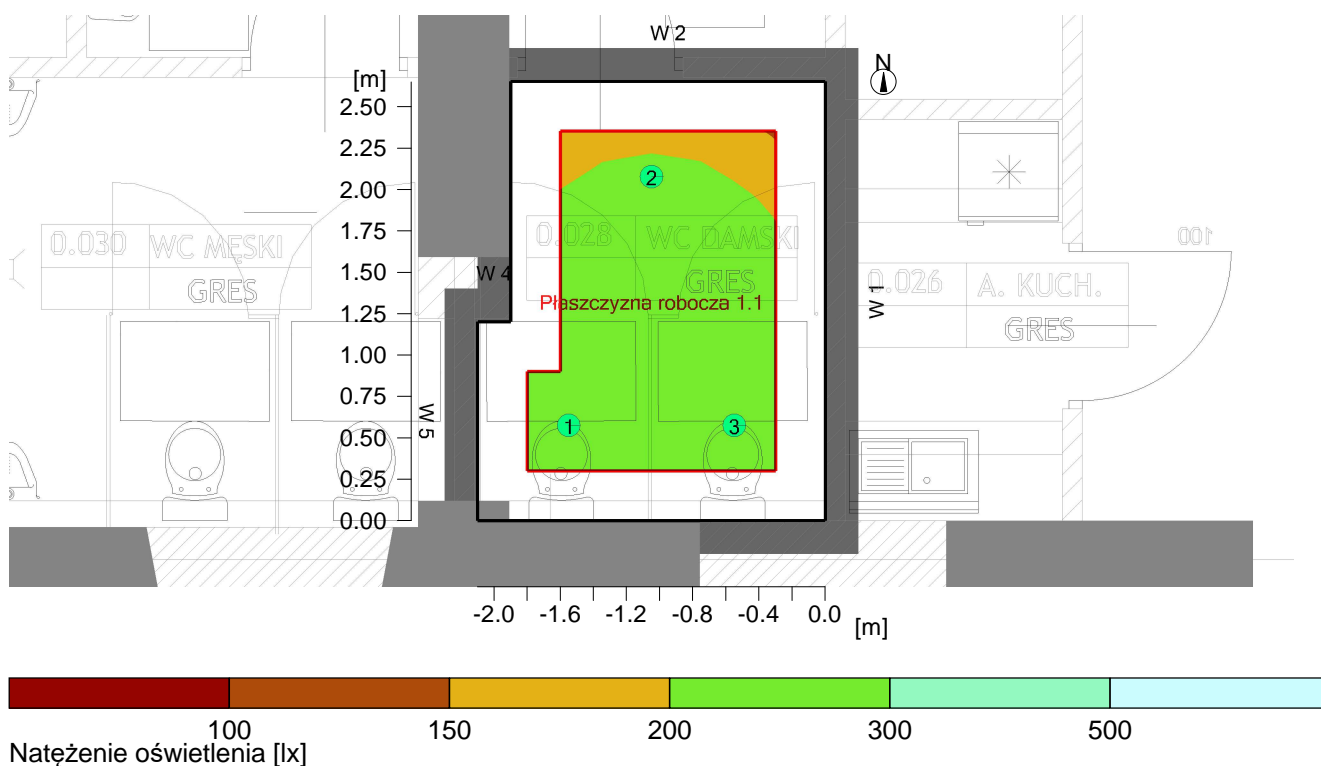 W 2
N
[m]
2.50
2.25
2.00
1.75
1.50
1.25
1.00
0.75
0.50
0.25
0.00
2
0.030 WC MĘSKI
GRES
0.028 WC DAMSKI
GRES
W 4
Płaszczyzna robocza 1.1
W 1
0.026 A. KUCH.
GRES
100
W 5
1
3
-2.0 -1.6 -1.2 -0.8 -0.4 0.0
[m]
100 150 200 300 500
Natężenie oświetlenia [lx]